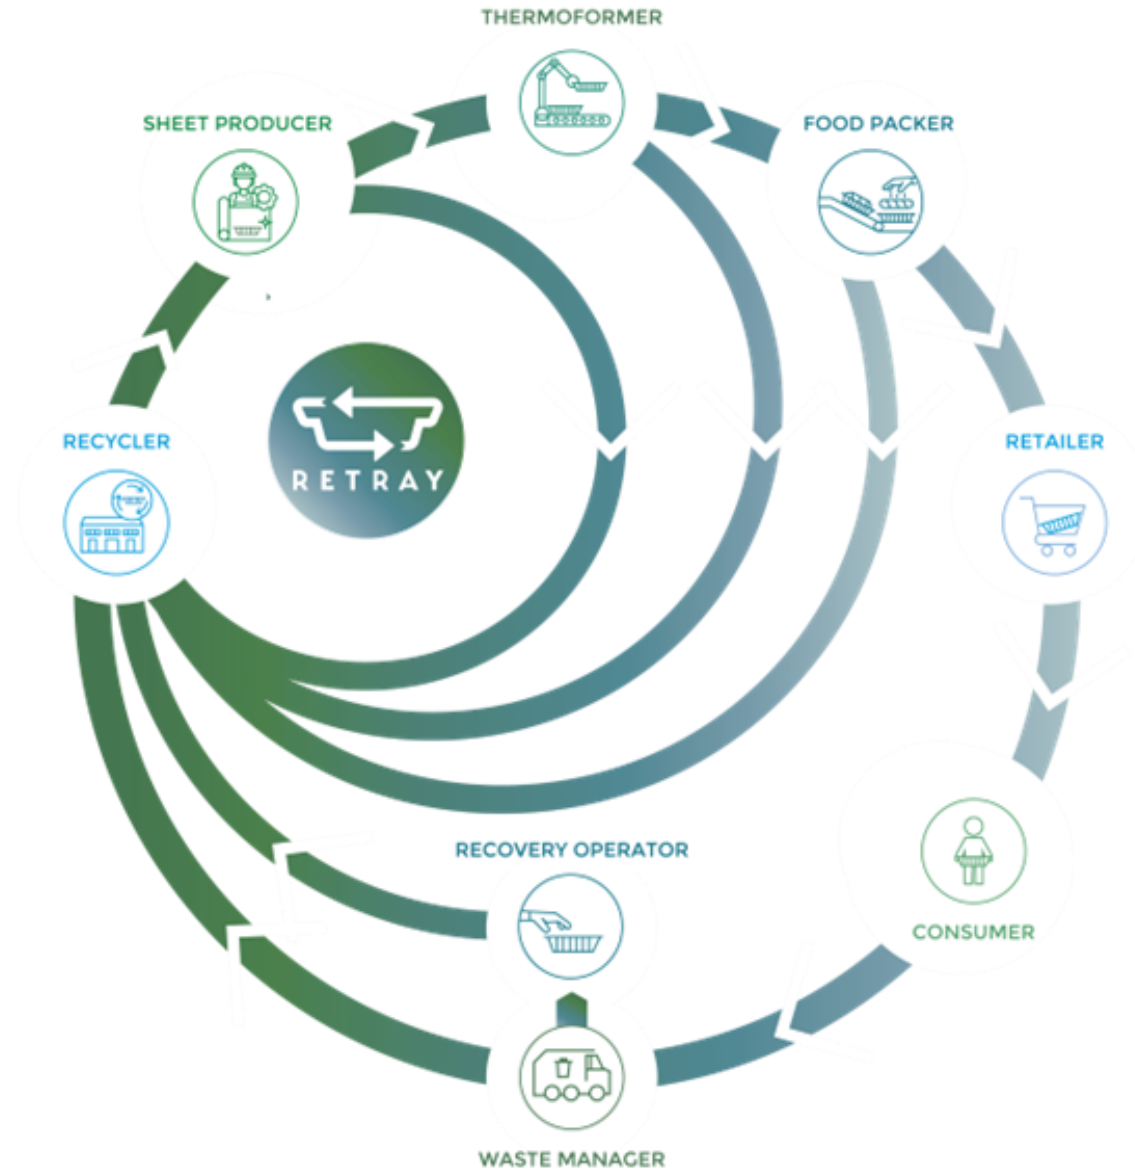 THERMOFORMER
SHEET PRODUCER
FOOD PACKER
RECYCLER
RETAILER
RETRAY
RECOVERY OPERATOR
CONSUMER
WASTE MANAGER